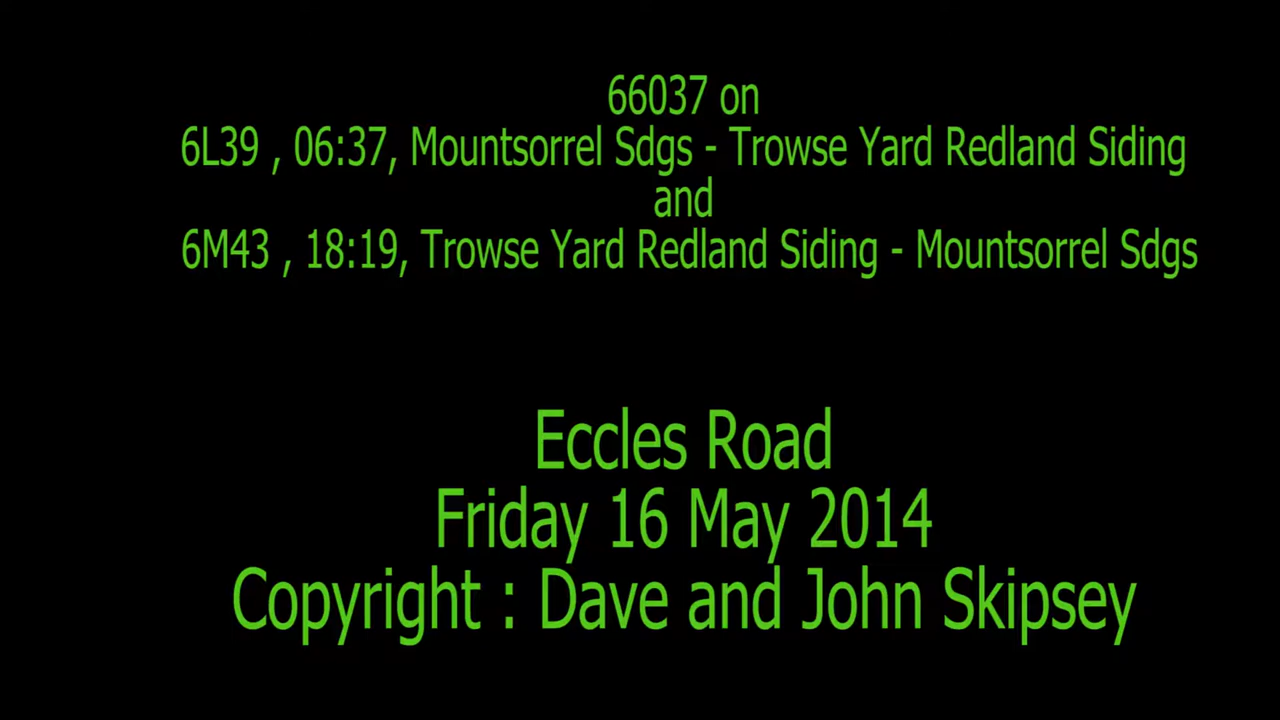 66037 on
6L39 , 06:37, Mountsorrel Sdgs - Trowse Yard Redland Siding
and
6M43 , 18:19, Trowse Yard Redland Siding - Mountsorrel Sdgs
Eccles Road
Friday 16 May 2014
Copyright : Dave and John Skipsey